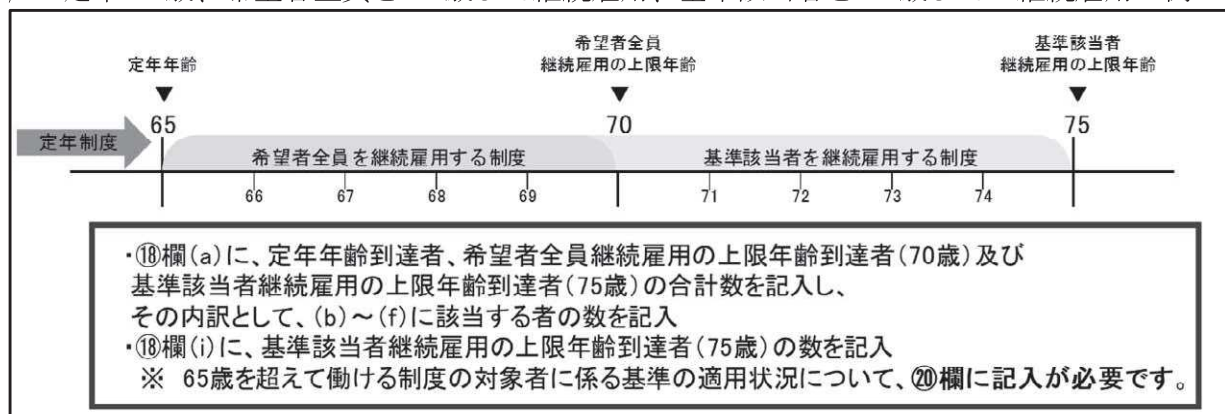 希望者全員
継続雇用の上限年齢
基準該当者
継続雇用の上限年齢
定年年齢
▼ ▼ ▼
65 70 75
定年制度
希望者全員を継続雇用する制度 基準該当者を継続雇用する制度
66 67 68 69 71 72 73 74
・⑱欄(a)に、定年年齢到達者、希望者全員継続雇用の上限年齢到達者(70歳)及び
基準該当者継続雇用の上限年齢到達者(75歳)の合計数を記入し、
その内訳として、(b)～(f)に該当する者の数を記入
・⑱欄(i)に、基準該当者継続雇用の上限年齢到達者(75歳)の数を記入
※ 65歳を超えて働ける制度の対象者に係る基準の適用状況について、⑳欄に記入が必要です。